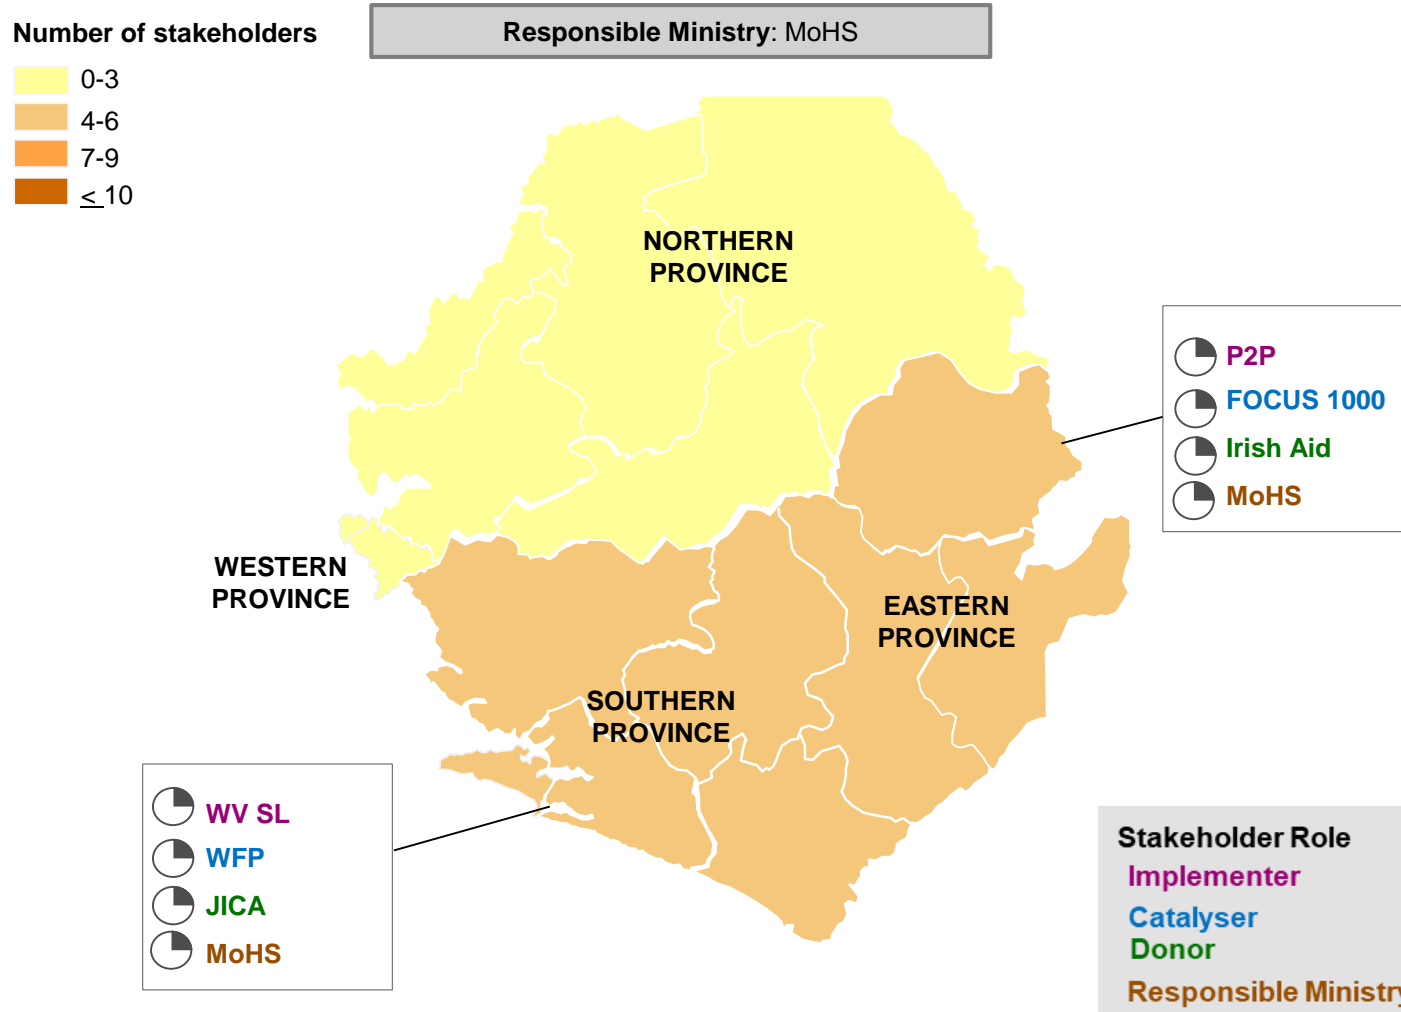 Number of stakeholders
0-3
4-6
7-9
< 10
Responsible Ministry: MoHS
NORTHERN
PROVINCE
WESTERN
PROVINCE
EASTERN
PROVINCE
SOUTHERN
PROVINCE
P2P
FOCUS 1000
Irish Aid
MoHS
WV SL
WFP
JICA
MoHS
Stakeholder Role
Implementer
Catalyser
Donor
Responsible Ministry